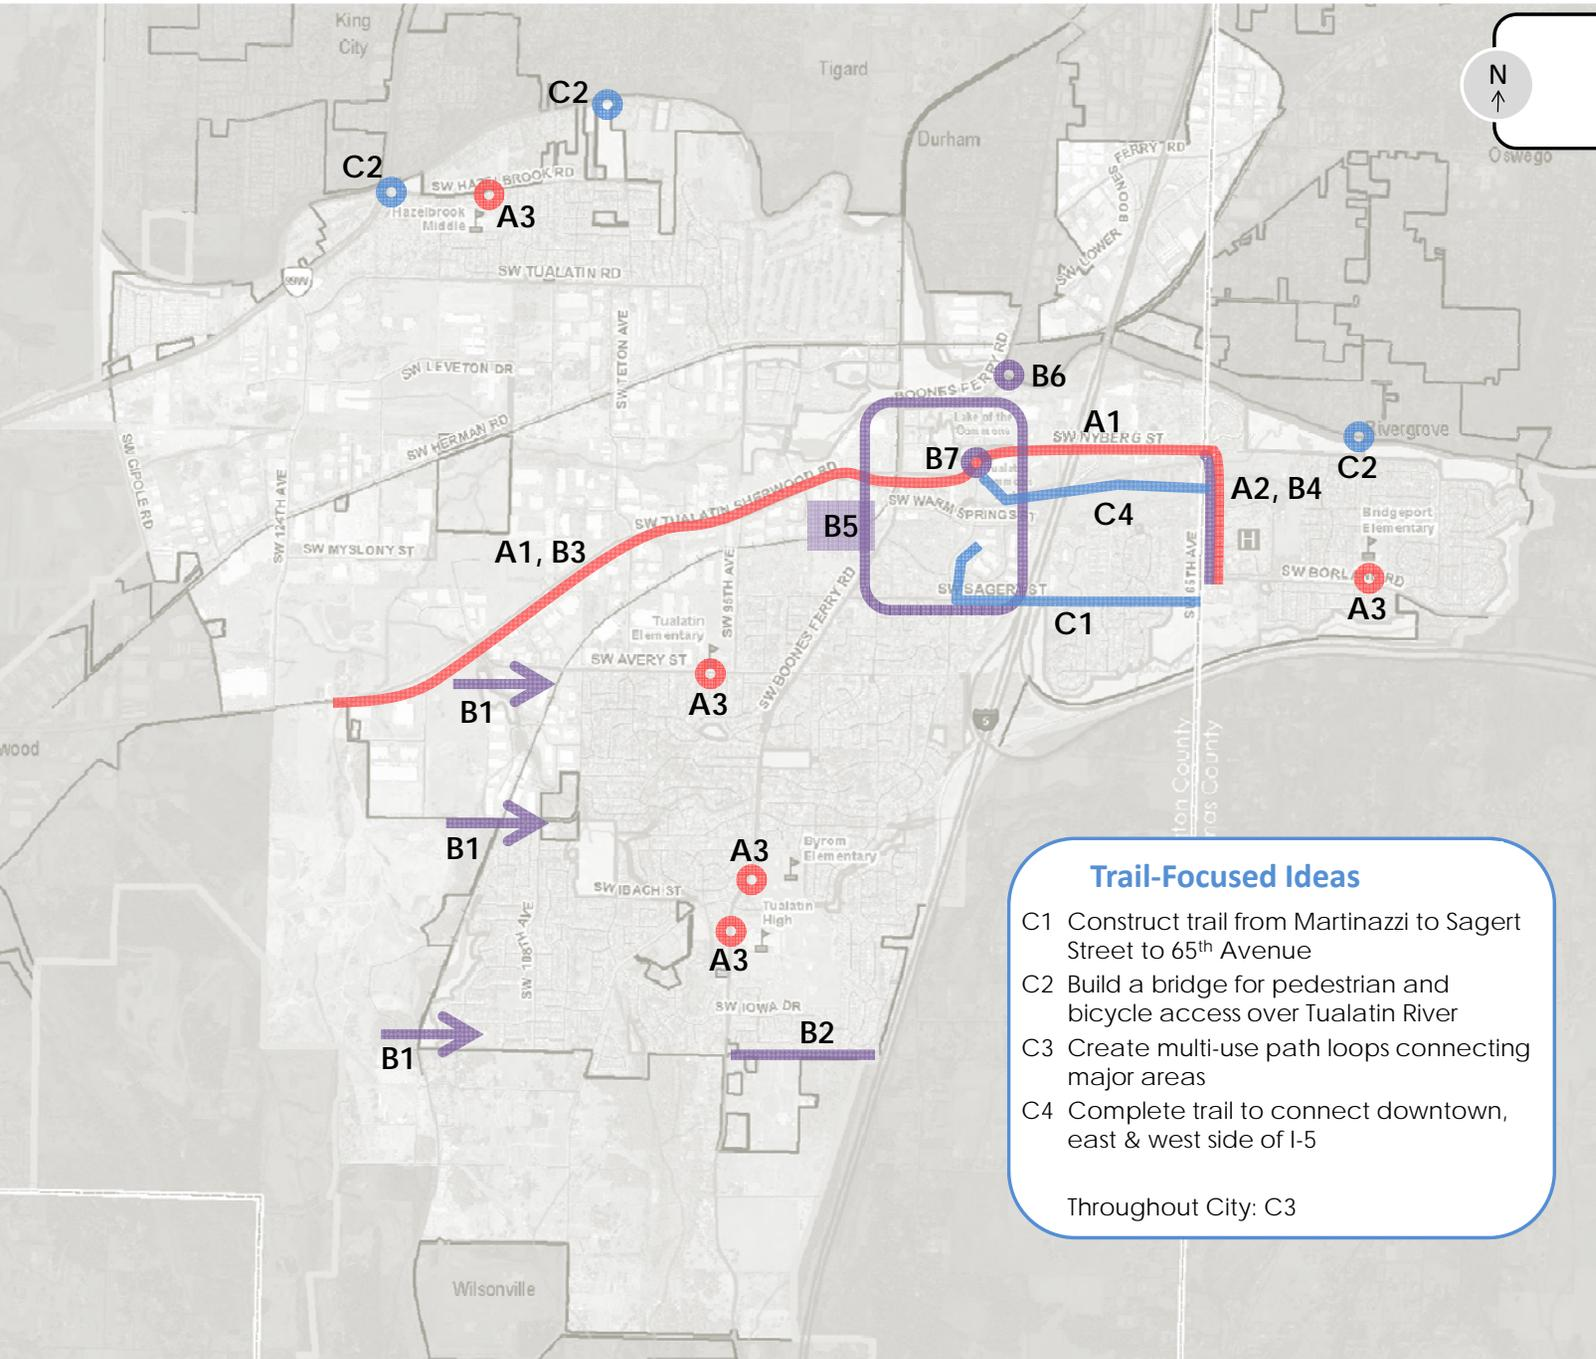 King
City
Tigard
N
Oswego
C2
Durham
FERRY RD
C2
SW HAZELBROOK RD
A3
Hazelbrook
Middle
SW LOWER BOONES
SW TUALATIN RD
99W
SW TETON AVE
SW LEVETON DR
BOONES FERRY RD
B6
Lake of the
Commons
A1
SW NYBERG ST
Rivergrove
C2
SW CIPOLE RD
SW HERMAN RD
B7
SW TUALATIN SHERWOOD RD
A2, B4
SW WARM SPRINGS ST
C4
B5
SW 124TH AVE
SW MYSLONY ST
A1, B3
Bridgeport
Elementary
H
SW 65TH AVE
SW BORLAND RD
A3
SW SAGERT ST
C1
SW 95TH AVE
SW BOONES FERRY RD
Tualatin
Elementary
SW AVERY ST
A3
B1
5
wood
ton County
mas County
B1
A3
Byrom
Elementary
SW IBACH ST
Tualatin
High
A3
SW 108TH AVE
SW IOWA DR
B2
B1
Wilsonville
Trail-Focused Ideas
C1 Construct trail from Martinazzi to Sagert
Street to 65th Avenue
C2 Build a bridge for pedestrian and
bicycle access over Tualatin River
C3 Create multi-use path loops connecting
major areas
C4 Complete trail to connect downtown,
east & west side of I-5
Throughout City: C3